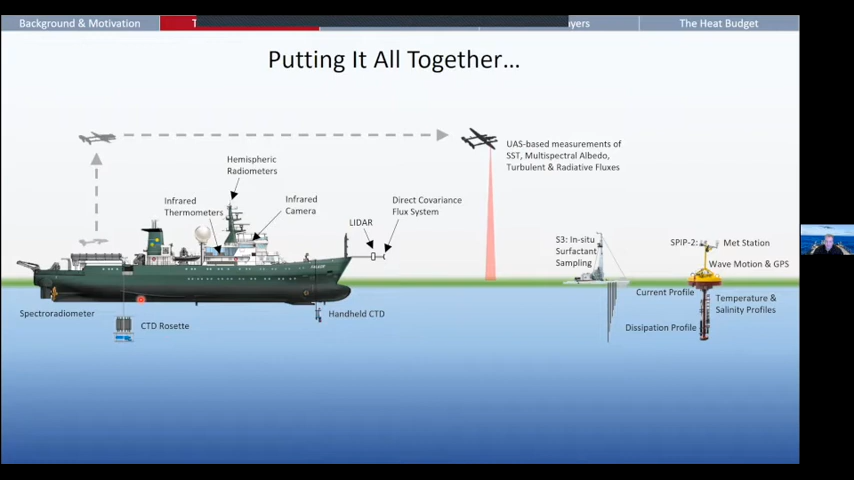 Background & Motivation
T
yers
The Heat Budget
Putting It All Together...
UAS-based measurements of
SST, Multispectral Albedo,
Turbulent & Radiative Fluxes
Hemispheric
Radiometers
Infrared
Thermometers
Infrared
Camera
Direct Covariance
Flux System
LIDAR
S3: In-situ
Surfactant
Sampling
SPIP-2:
Met Station
Wave Motion & GPS
Current Profile
Temperature &
Salinity Profiles
Dissipation Profile
Spectroradiometer
CTD Rosette
Handheld CTD